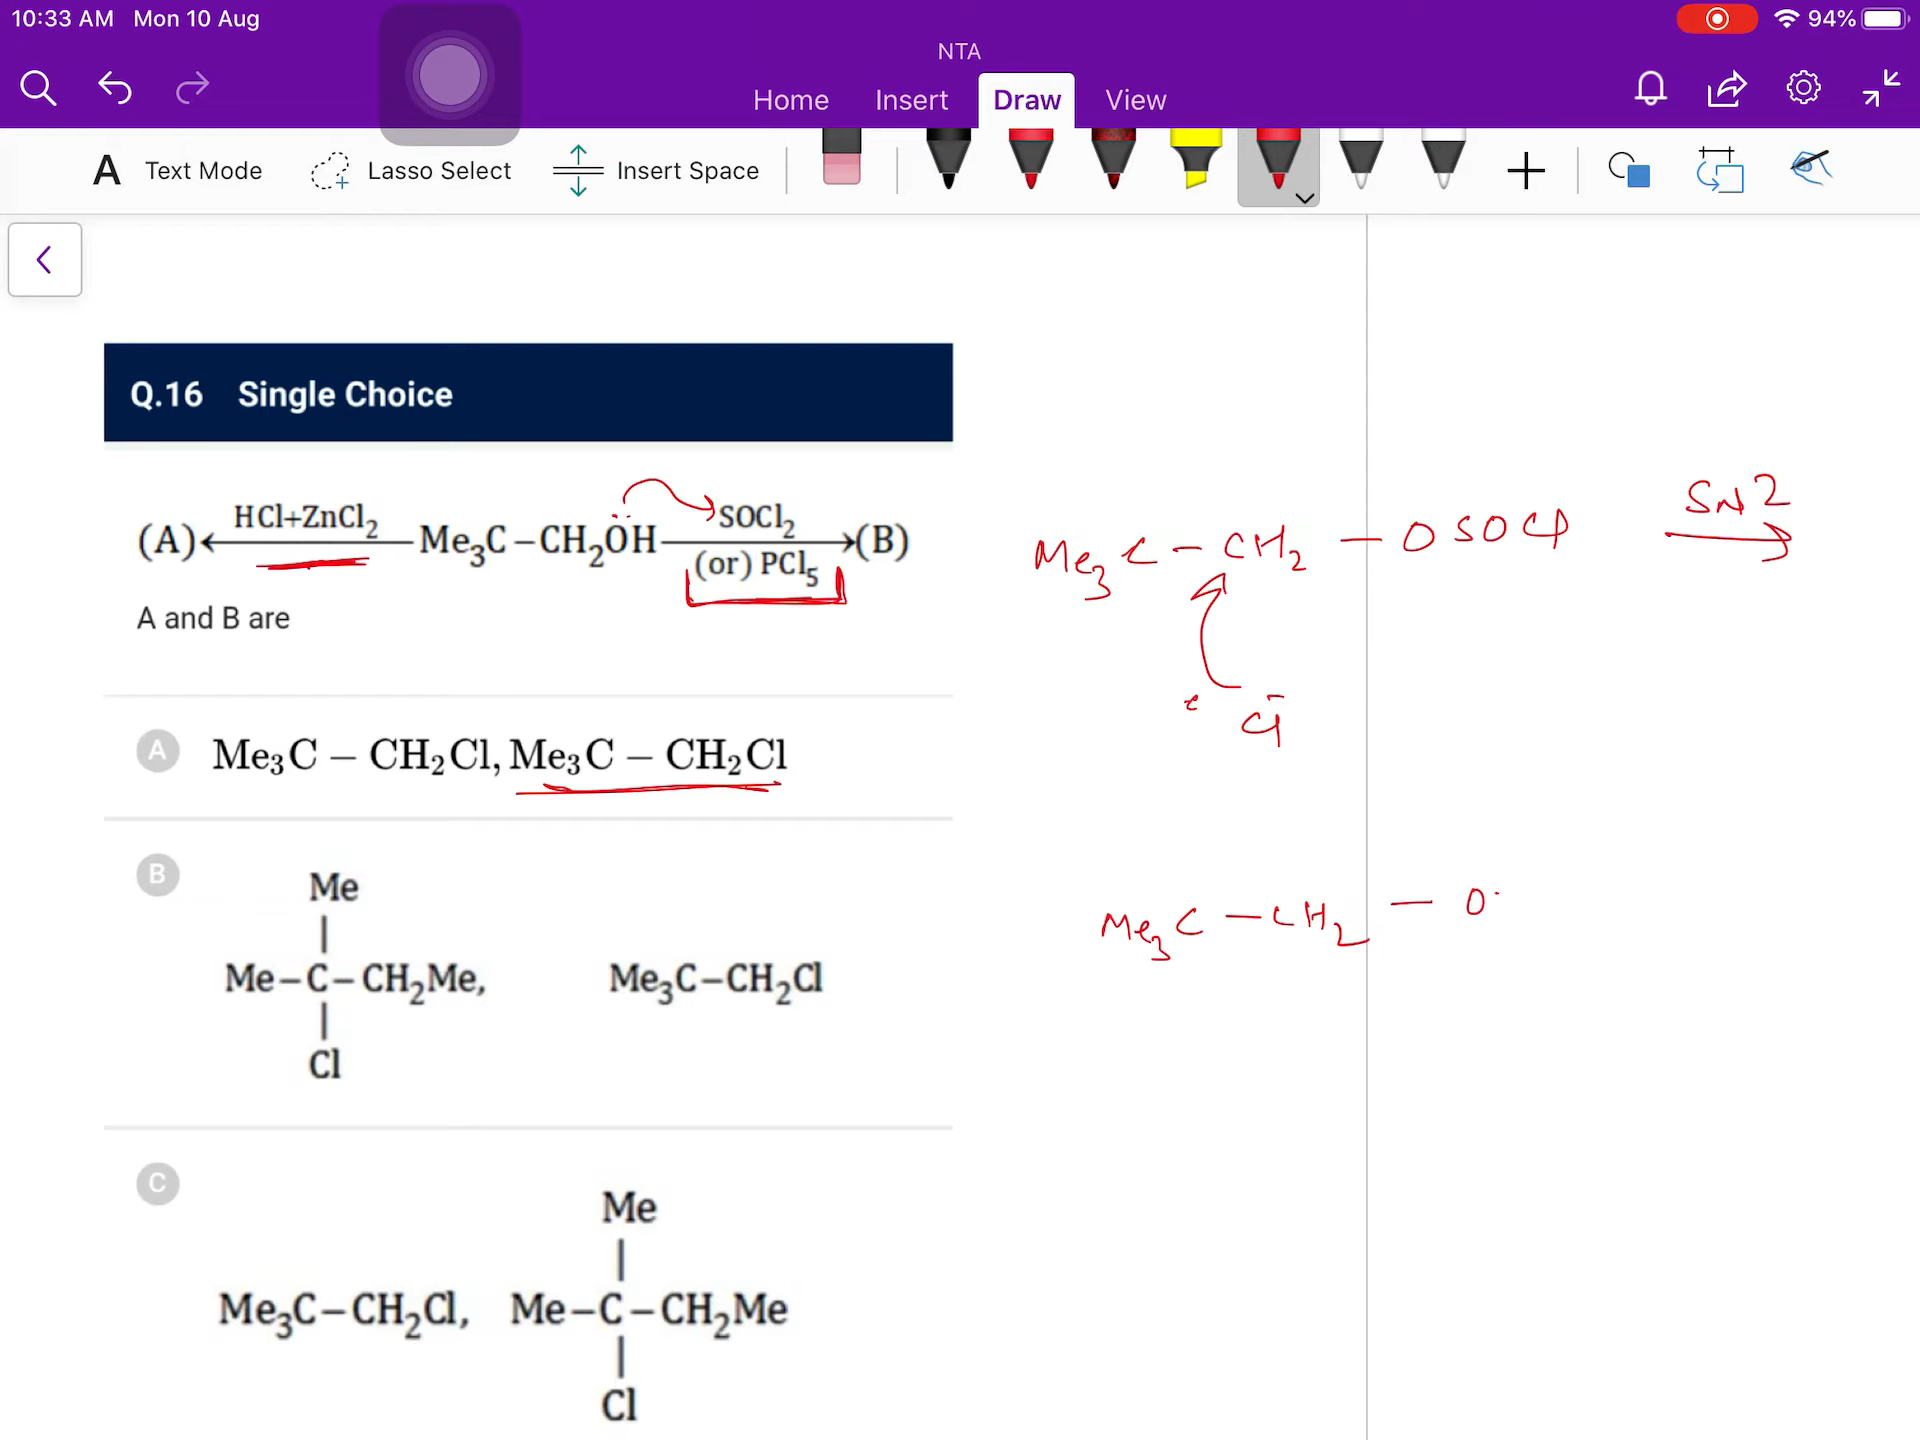 10:33 AM Mon 10 Aug
94%
NTA
Home Insert Draw View
A Text Mode Lasso Select Insert Space
Q.16 Single Choice
(A) HCl+ZnCl₂ Me₃C−CH₂ÖH SOCl₂ (or) PCl₅ (B)
A and B are
A Me₃C − CH₂Cl, Me₃C − CH₂Cl
B
Me
Me−C−CH₂Me, Me₃C−CH₂Cl
Cl
C
Me
Me₃C−CH₂Cl, Me−C−CH₂Me
Cl
Me₃C − CH₂ − OSOCl SN2
Cl⁻
Me₃C − CH₂ − O